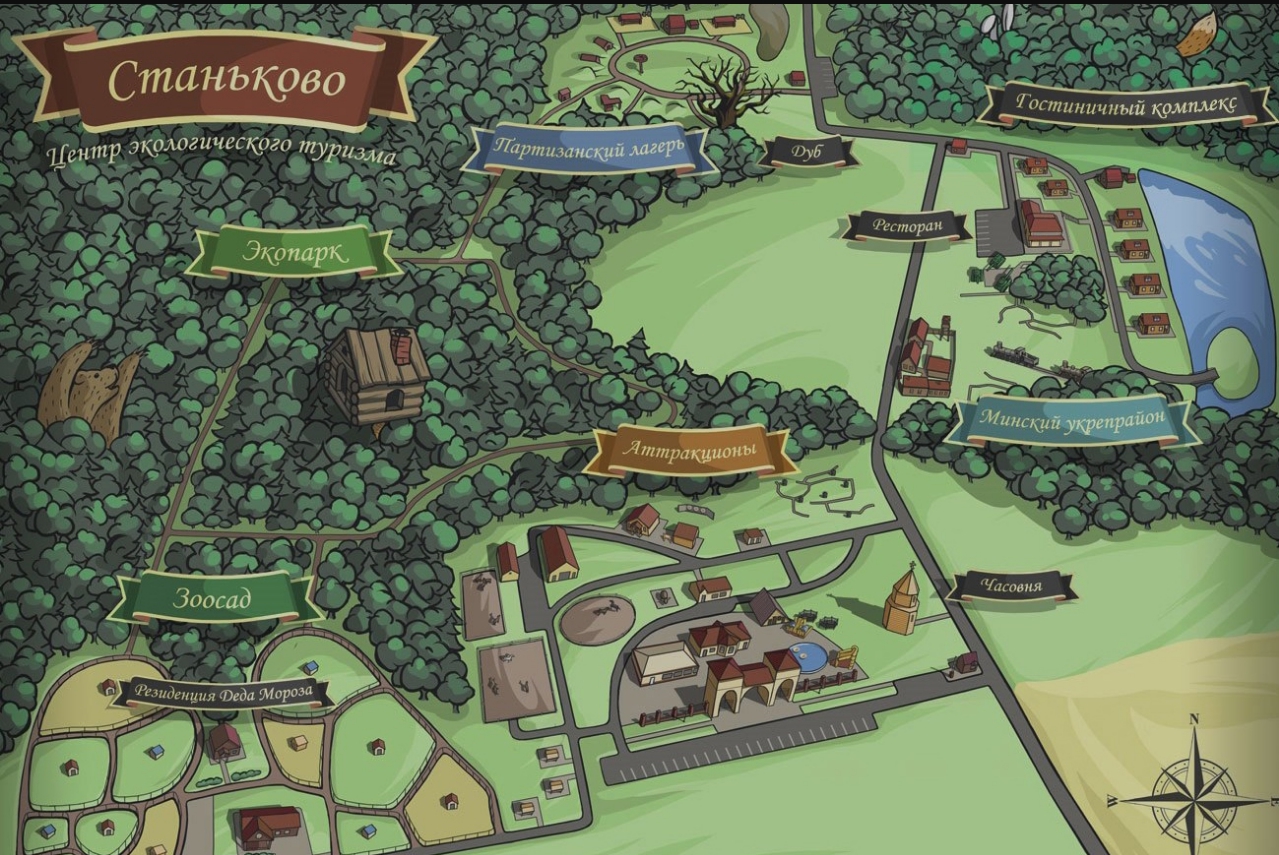 Станьково
Центр экологического туризма
Гостиничный комплекс
Партизанский лагерь
Дуб
Ресторан
Экопарк
Минский укрепрайон
Аттракционы
Часовня
Зоосад
Резиденция Деда Мороза
N
W
E